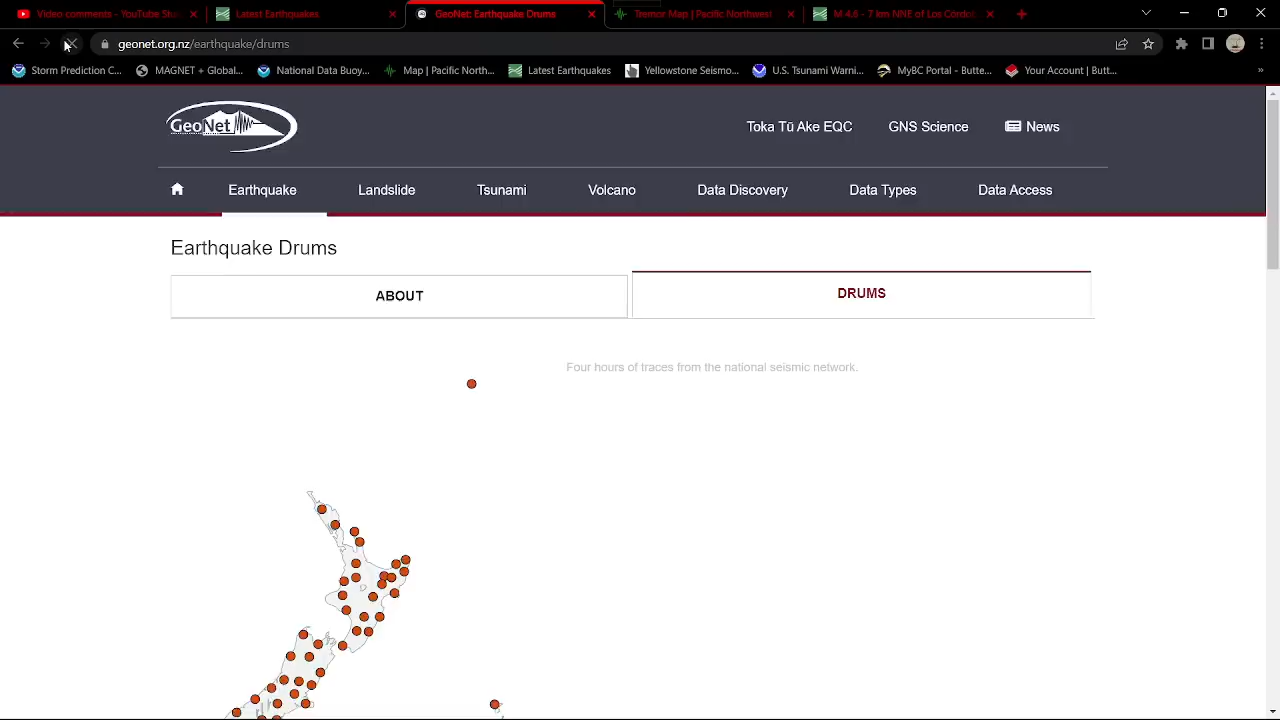 Video comments - YouTube Stu
Latest Earthquakes
GeoNet: Earthquake Drums
Tremor Map | Pacific Northwest
M 4.6 - 7 km NNE of Los Córdo
geonet.org.nz/earthquake/drums
Storm Prediction C...
MAGNET + Global...
National Data Buoy...
Map | Pacific North...
Latest Earthquakes
Yellowstone Seismo...
U.S. Tsunami Warni...
MyBC Portal - Butte...
Your Account | Butt...
»
GeoNet
Toka Tū Ake EQC
GNS Science
News
Earthquake
Landslide
Tsunami
Volcano
Data Discovery
Data Types
Data Access
Earthquake Drums
ABOUT
DRUMS
Four hours of traces from the national seismic network.